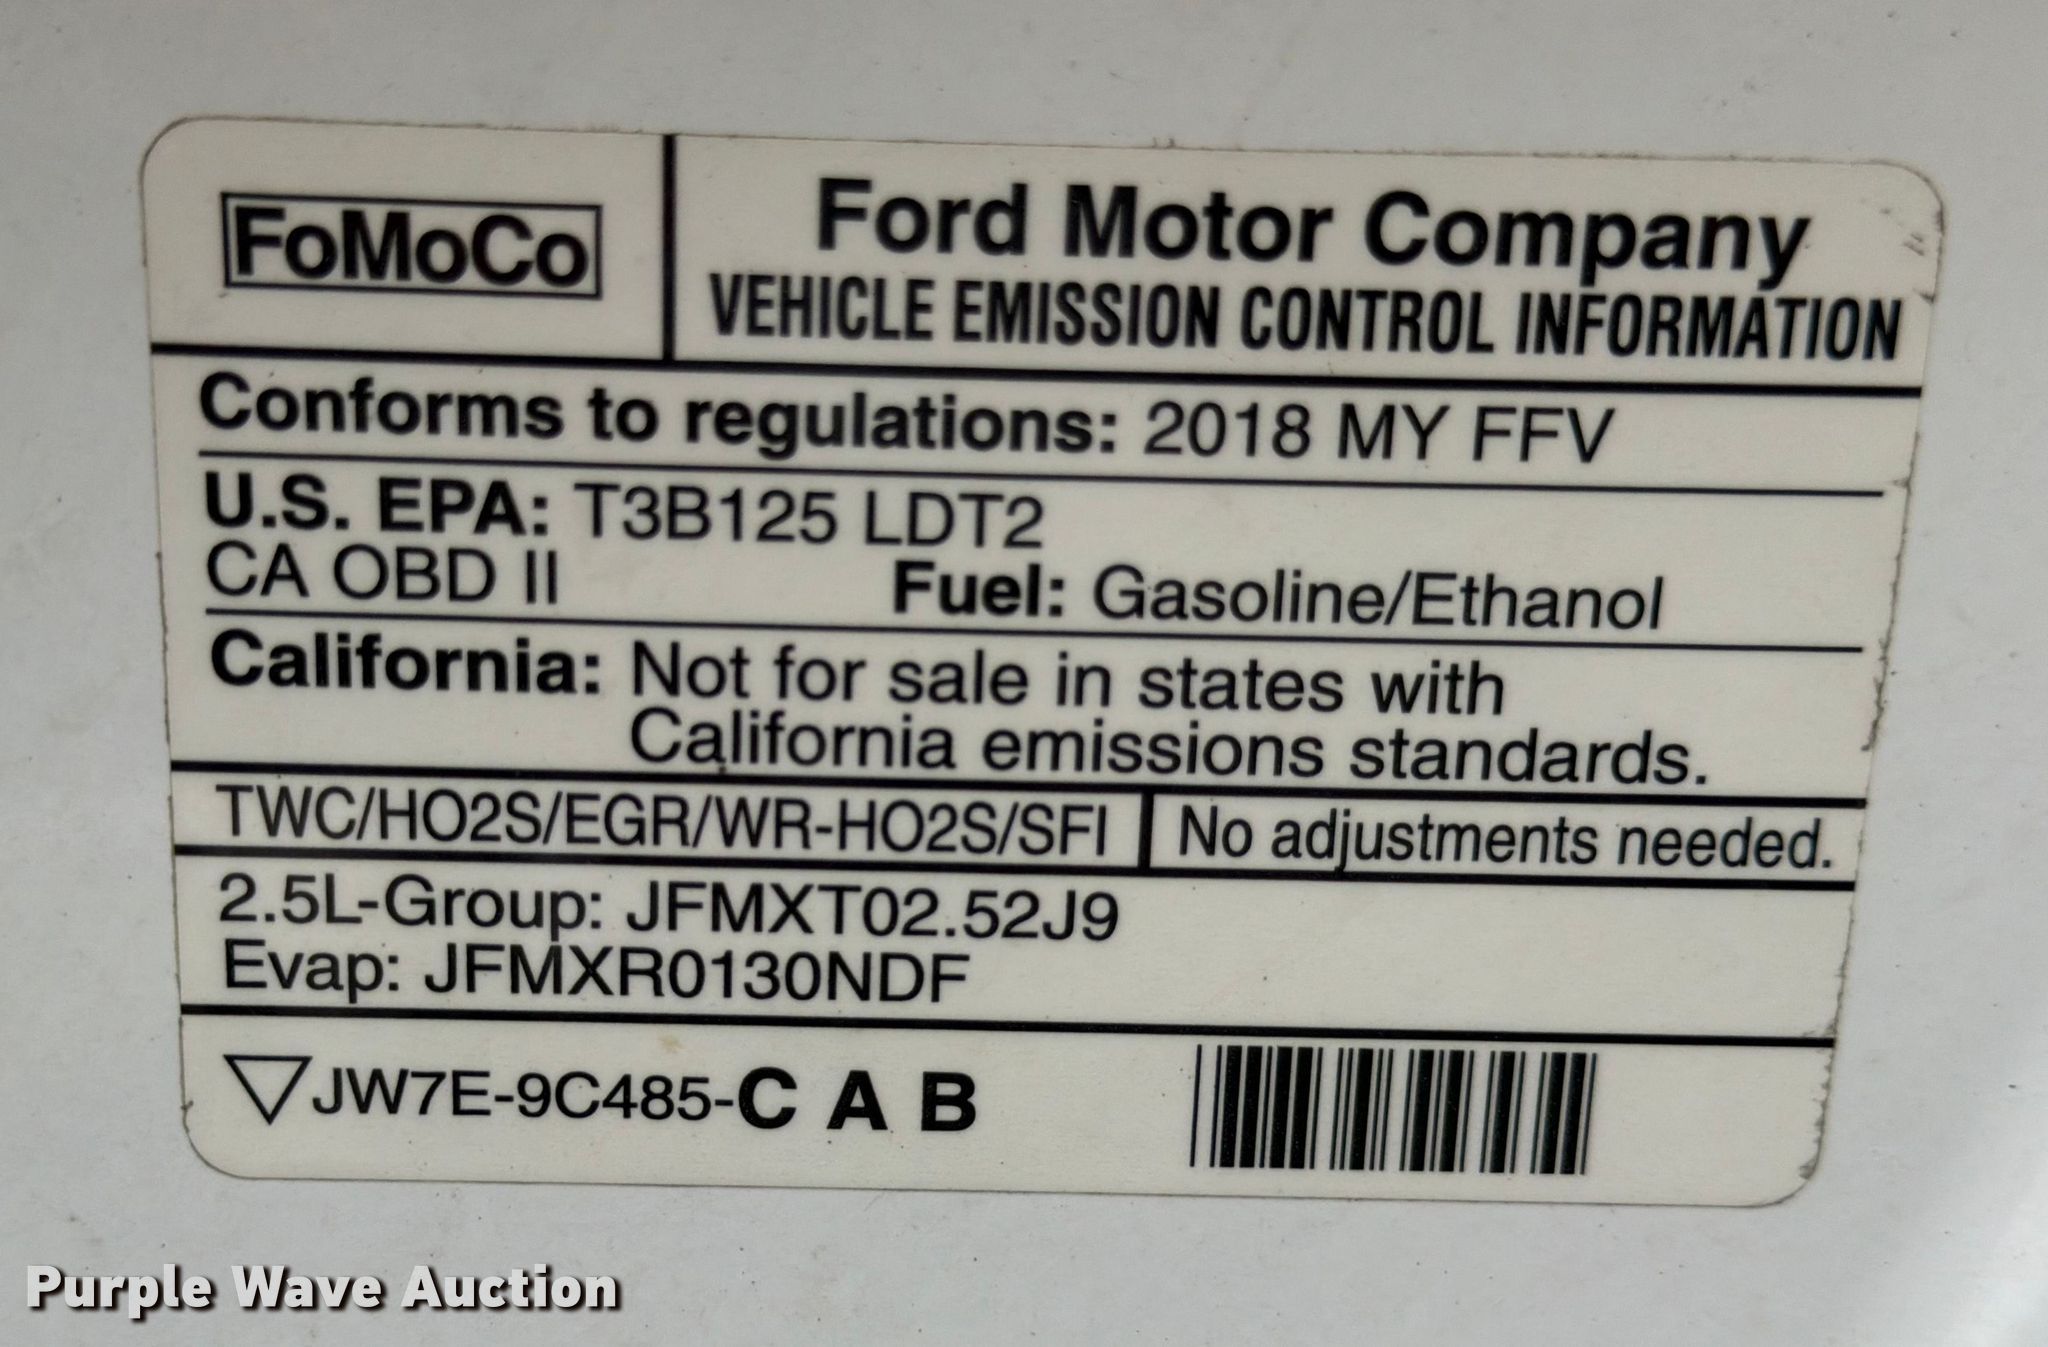 FoMoCo
Ford Motor Company
VEHICLE EMISSION CONTROL INFORMATION
Conforms to regulations: 2018 MY FFV
U.S. EPA: T3B125 LDT2
CA OBD II Fuel: Gasoline/Ethanol
California: Not for sale in states with
California emissions standards.
TWC/HO2S/EGR/WR-HO2S/SFI No adjustments needed.
2.5L-Group: JFMXT02.52J9
Evap: JFMXR0130NDF
JW7E-9C485-C A B
Purple Wave Auction